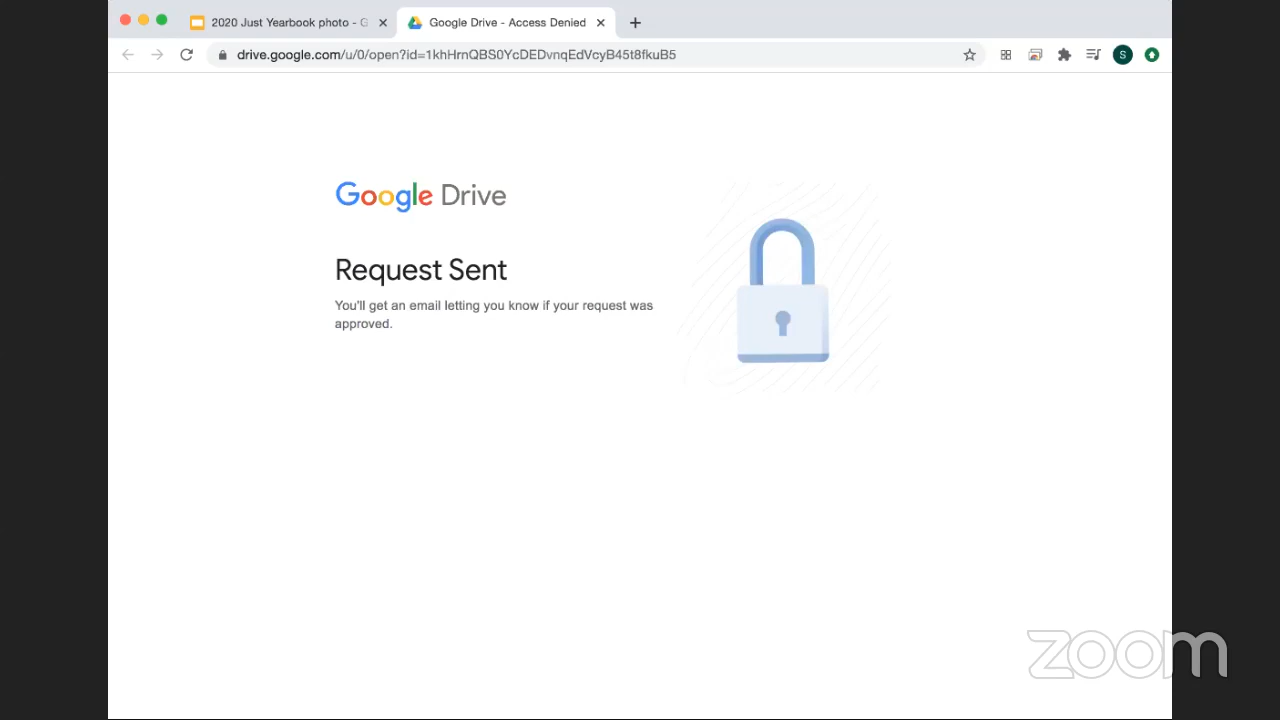 2020 Just Yearbook photo - G
Google Drive - Access Denied
drive.google.com/u/0/open?id=1khHrnQBS0YcDEDvnqEdVcyB45t8fkuB5
S
Google Drive
Request Sent
You'll get an email letting you know if your request was
approved.
zoom